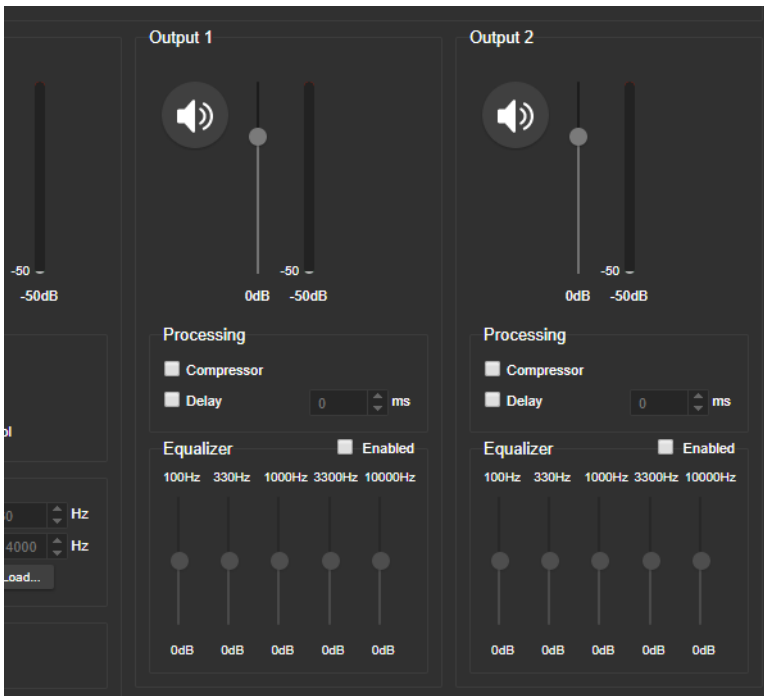 Output 1
Output 2
-50
-50
-50
-50dB
0dB
-50dB
0dB
-50dB
Processing
Compressor
Delay
0
ms
Processing
Compressor
Delay
0
ms
Equalizer
Enabled
100Hz 330Hz 1000Hz 3300Hz 10000Hz
0dB 0dB 0dB 0dB 0dB
Equalizer
Enabled
100Hz 330Hz 1000Hz 3300Hz 10000Hz
0dB 0dB 0dB 0dB 0dB
Hz
4000 Hz
Load...